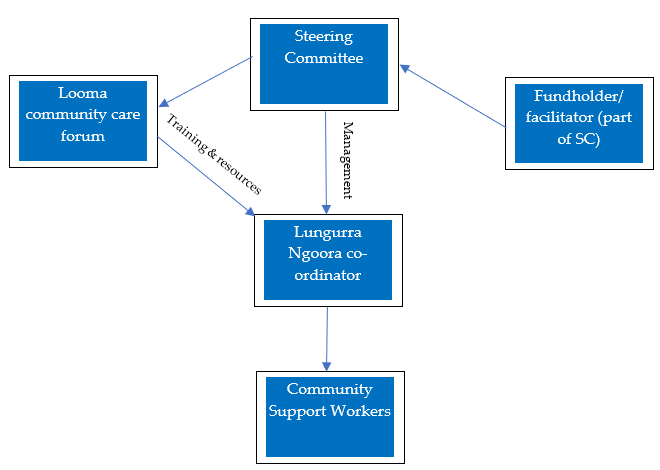 Steering
Committee
Looma
community care
forum
Fundholder/
facilitator (part
of SC)
Training & resources
Management
Lungurra
Ngoora co-
ordinator
Community
Support Workers